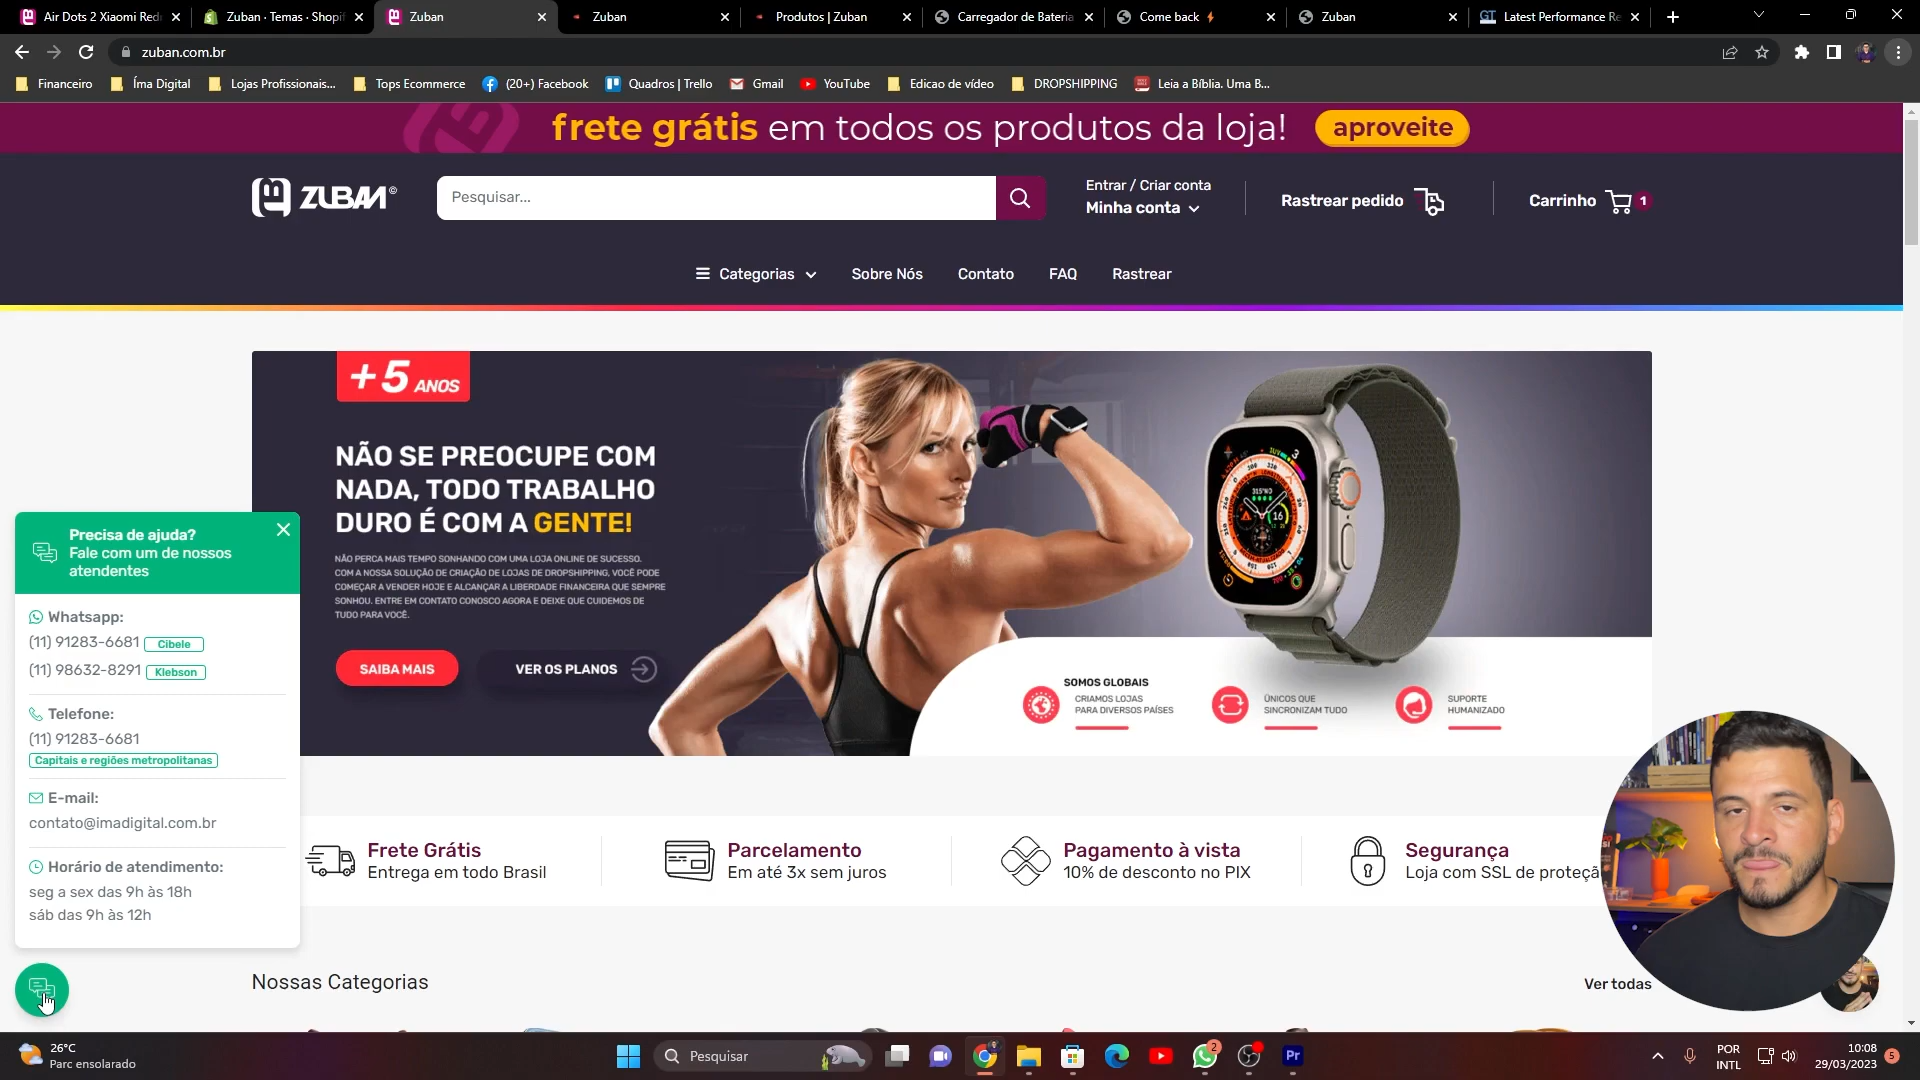 Air Dots 2 Xiaomi Redr
Zuban · Temas · Shopif
Zuban
Zuban
Produtos | Zuban
Carregador de Bateria
Come back
Zuban
Latest Performance Re
zuban.com.br
Financeiro
Íma Digital
Lojas Profissionais...
Tops Ecommerce
(20+) Facebook
Quadros | Trello
Gmail
YouTube
Edicao de vídeo
DROPSHIPPING
Leia a Bíblia. Uma B...
frete grátis em todos os produtos da loja!
aproveite
ZUBAN
Pesquisar...
Entrar / Criar conta
Minha conta
Rastrear pedido
Carrinho 1
Categorias
Sobre Nós
Contato
FAQ
Rastrear
+5 ANOS
NÃO SE PREOCUPE COM
NADA, TODO TRABALHO
DURO É COM A GENTE!
NÃO PERCA MAIS TEMPO SONHANDO COM UMA LOJA ONLINE DE SUCESSO.
COM A NOSSA SOLUÇÃO DE CRIAÇÃO DE LOJAS DE DROPSHIPPING, VOCÊ PODE
COMEÇAR A VENDER HOJE E ALCANÇAR A LIBERDADE FINANCEIRA QUE SEMPRE
SONHOU. ENTRE EM CONTATO CONOSCO AGORA E DEIXE QUE CUIDEMOS DE
TUDO PARA VOCÊ.
SAIBA MAIS
VER OS PLANOS
SOMOS GLOBAIS
CRIAMOS LOJAS
PARA DIVERSOS PAÍSES
ÚNICOS QUE
SINCRONIZAM TUDO
SUPORTE
HUMANIZADO
Precisa de ajuda?
Fale com um de nossos
atendentes
Whatsapp:
(11) 91283-6681 Cibele
(11) 98632-8291 Klebson
Telefone:
(11) 91283-6681
Capitais e regiões metropolitanas
E-mail:
contato@imadigital.com.br
Horário de atendimento:
seg a sex das 9h às 18h
sáb das 9h às 12h
Frete Grátis
Entrega em todo Brasil
Parcelamento
Em até 3x sem juros
Pagamento à vista
10% de desconto no PIX
Segurança
Loja com SSL de proteçã
Nossas Categorias
Ver todas
26°C
Parc ensolarado
Pesquisar
2
Pr
POR
INTL
10:08
29/03/2023
5